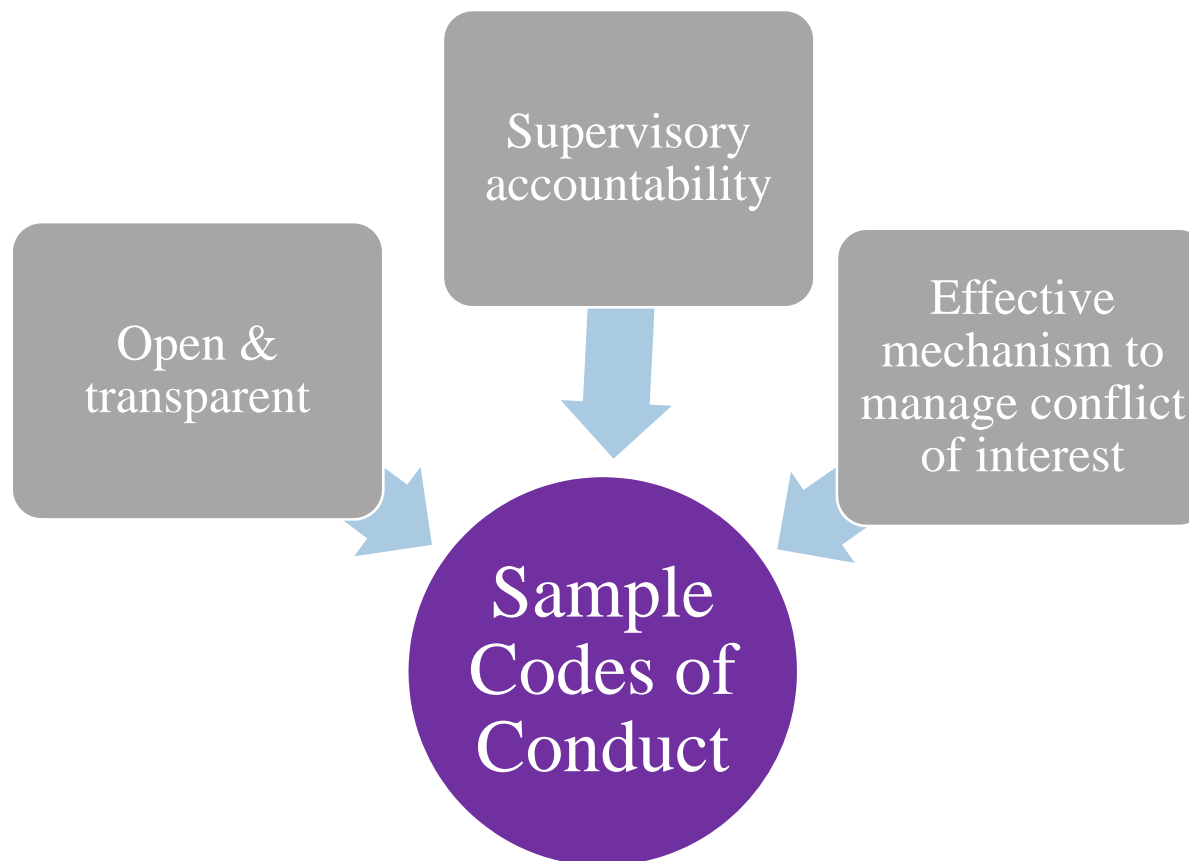 Supervisory
accountability
Open &
transparent
Effective
mechanism to
manage conflict
of interest
Sample
Codes of
Conduct